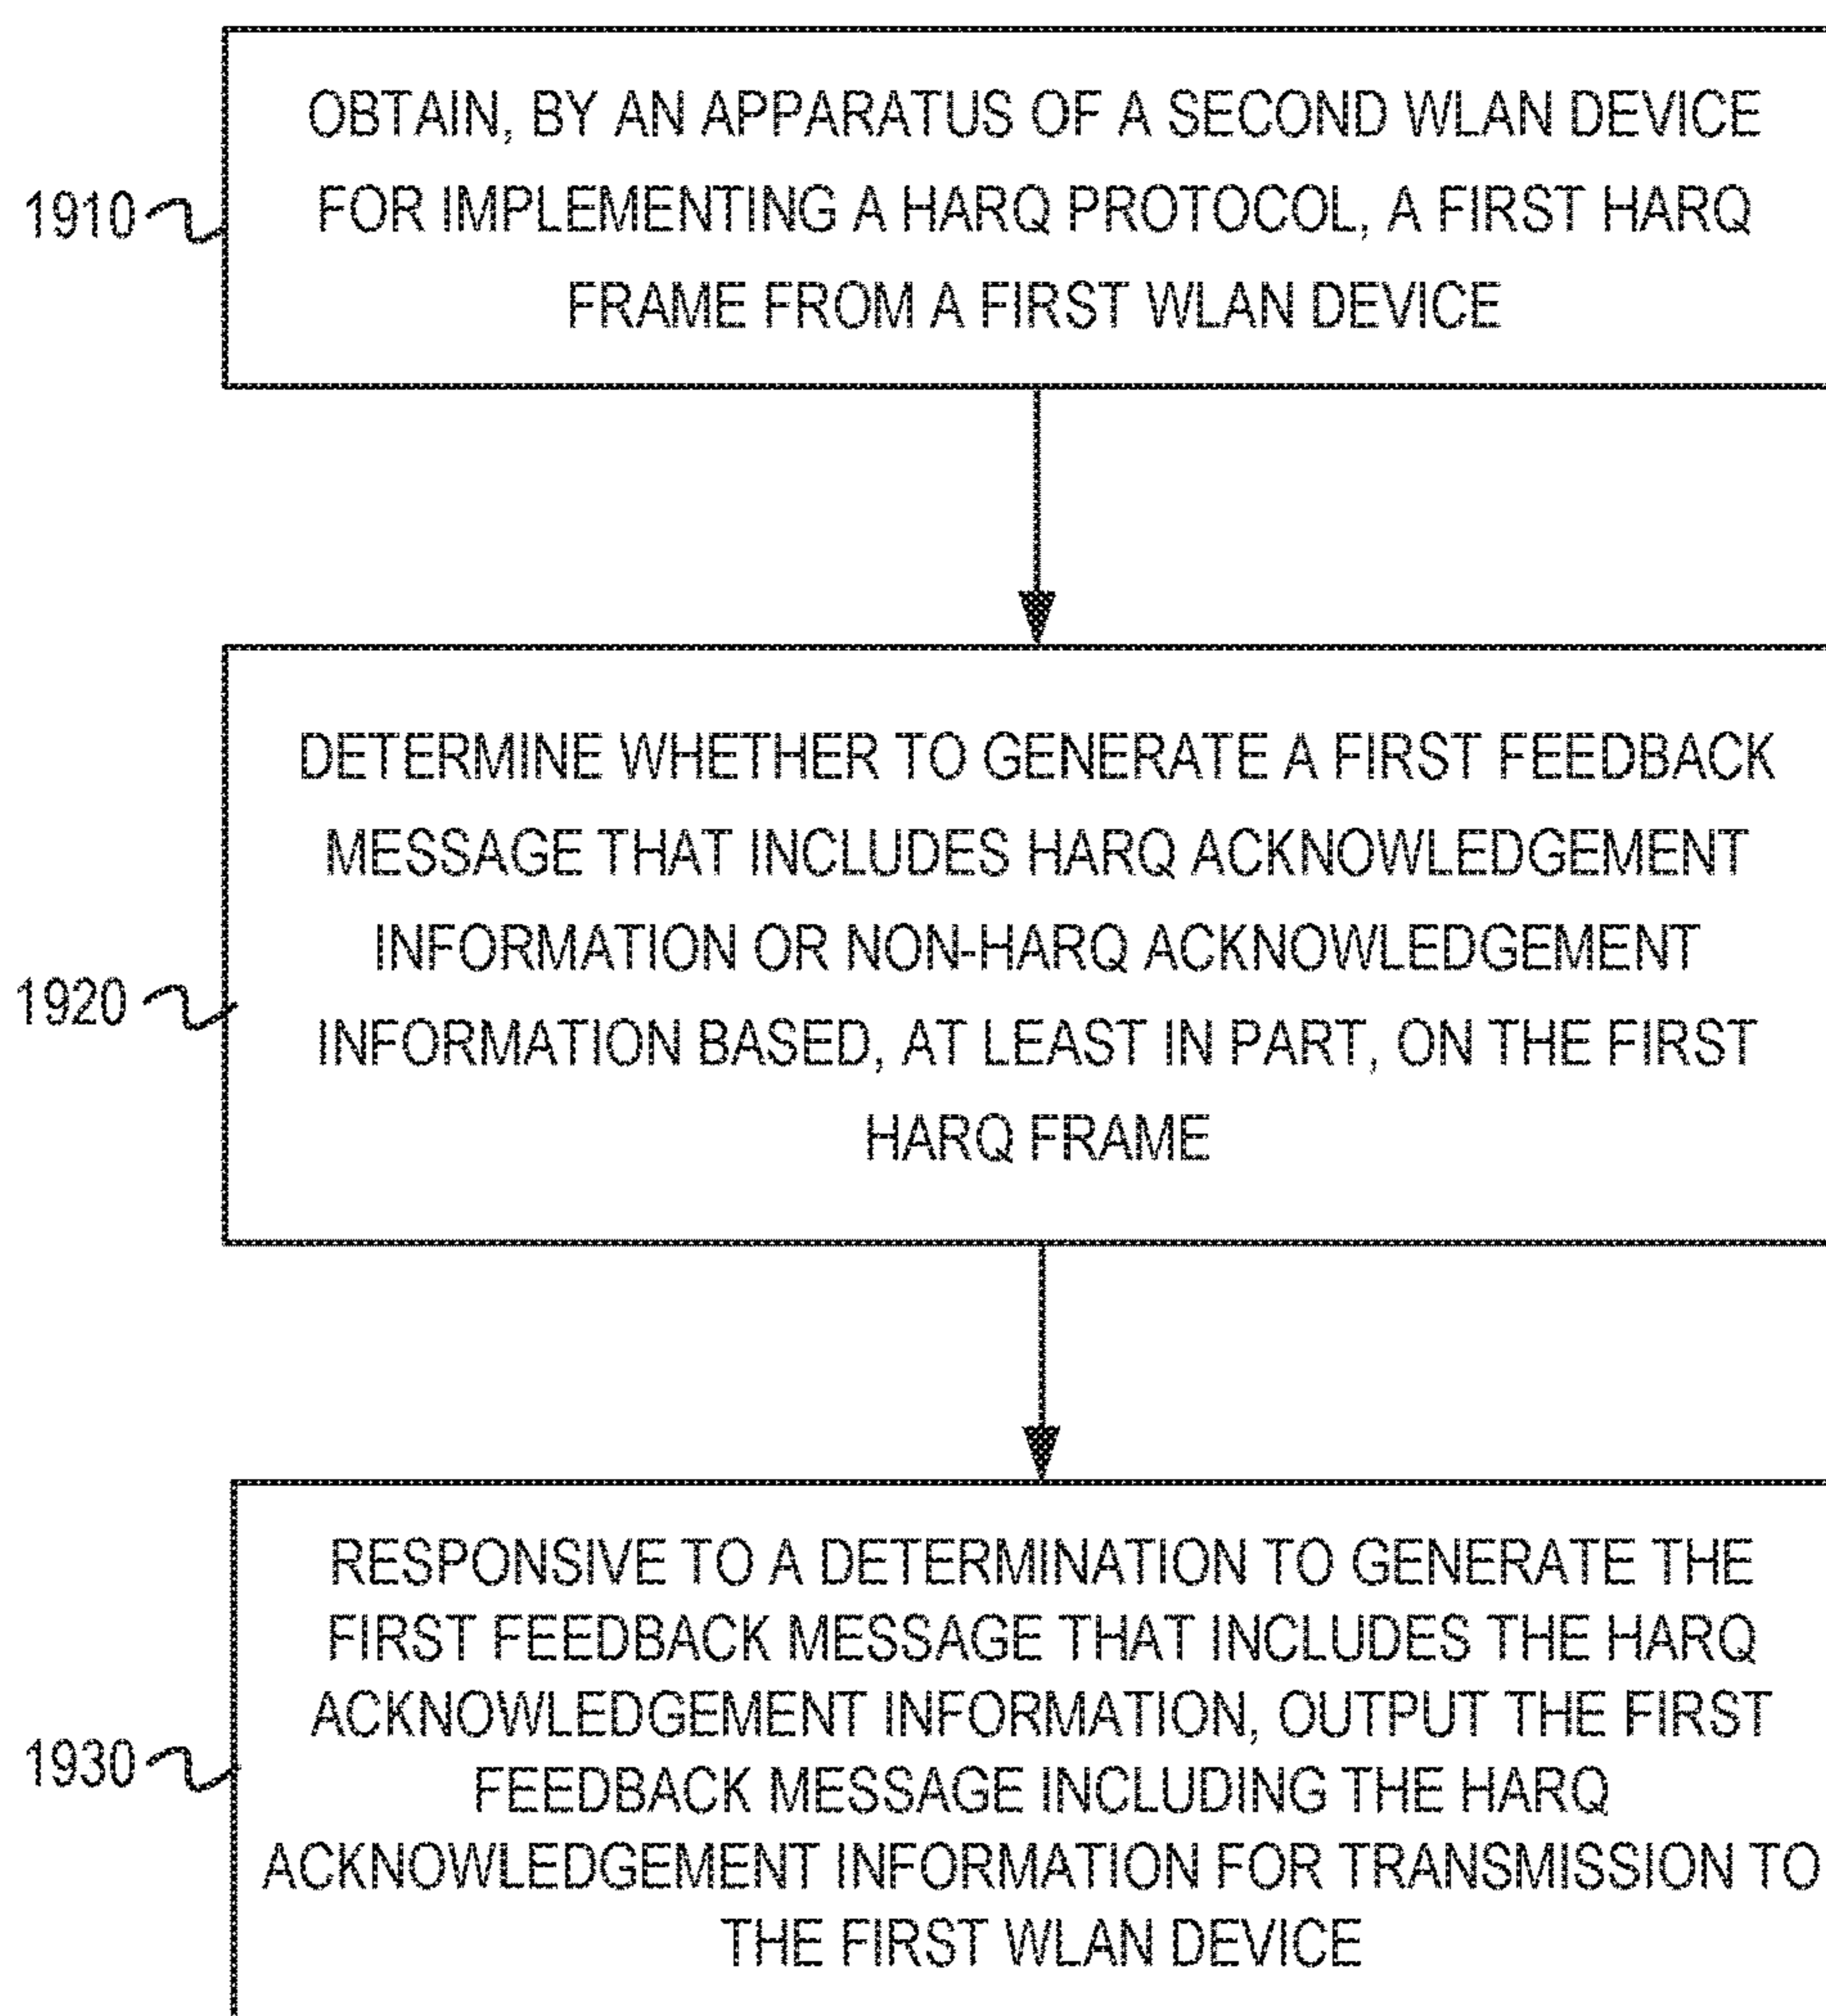 OBTAIN, BY AN APPARATUS OF A SECOND WLAN DEVICE
1910
FOR IMPLEMENTING A HARQ PROTOCOL, A FIRST HARQ
FRAME FROM A FIRST WLAN DEVICE
DETERMINE WHETHER TO GENERATE A FIRST FEEDBACK
MESSAGE THAT INCLUDES HARQ ACKNOWLEDGEMENT
INFORMATION OR NON-HARQ ACKNOWLEDGEMENT
1920
INFORMATION BASED, AT LEAST IN PART, ON THE FIRST
HARQ FRAME
RESPONSIVE TO A DETERMINATION TO GENERATE THE
FIRST FEEDBACK MESSAGE THAT INCLUDES THE HARQ
ACKNOWLEDGEMENT INFORMATION, OUTPUT THE FIRST
1930
FEEDBACK MESSAGE INCLUDING THE HARQ
ACKNOWLEDGEMENT INFORMATION FOR TRANSMISSION TO
THE FIRST WLAN DEVICE